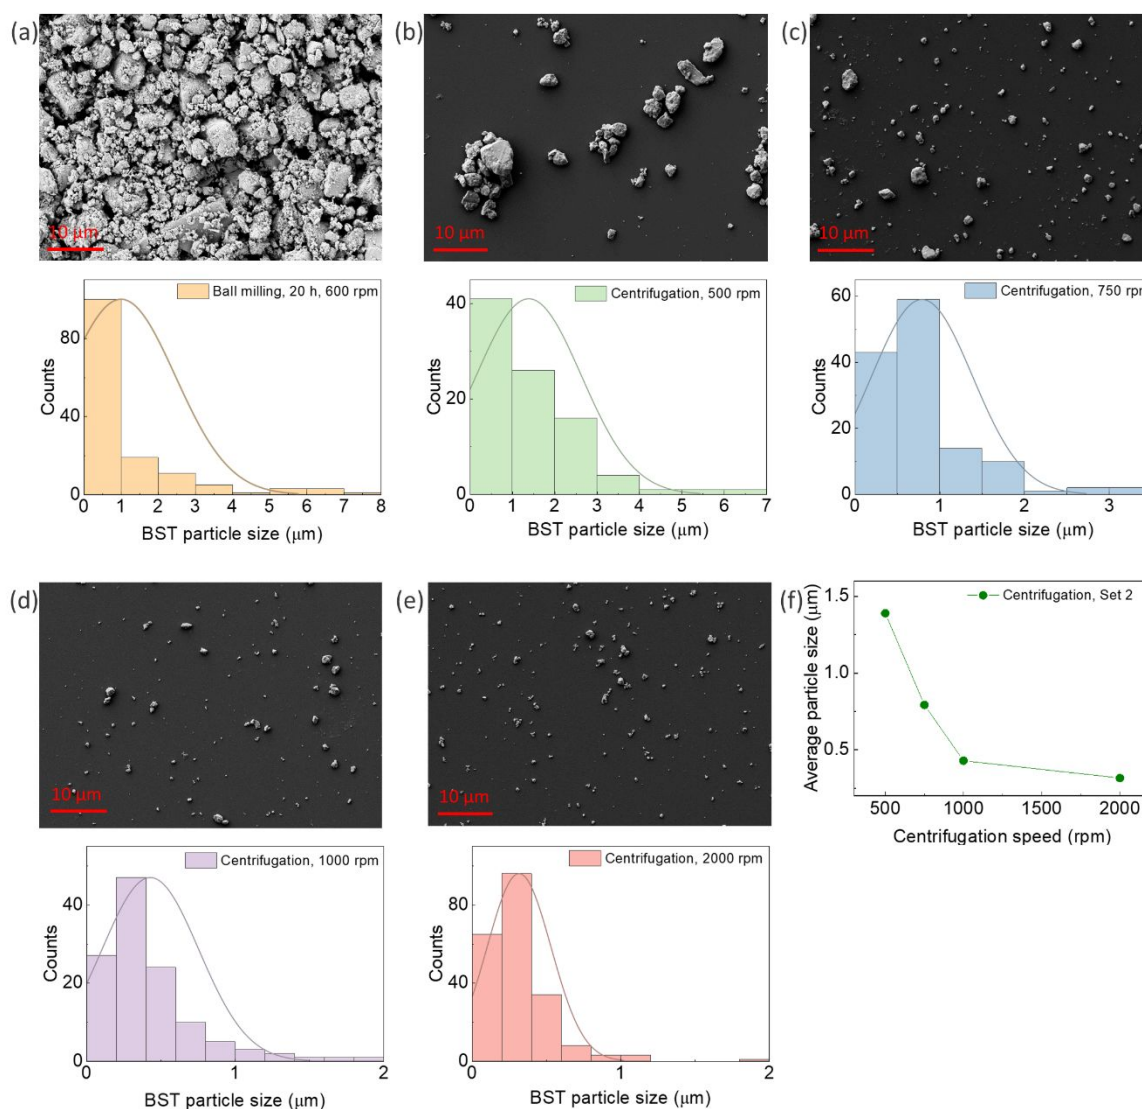 (a)
10 μm
(b)
10 μm
(c)
10 μm
Ball milling, 20 h, 600 rpm
Counts
80
40
0
0 1 2 3 4 5 6 7 8
BST particle size (μm)
Centrifugation, 500 rpm
Counts
40
20
0
0 1 2 3 4 5 6 7
BST particle size (μm)
Centrifugation, 750 rpm
Counts
60
40
20
0
0 1 2 3
BST particle size (μm)
(d)
10 μm
(e)
10 μm
(f)
Centrifugation, Set 2
Average particle size (μm)
1.5
1.0
0.5
500 1000 1500 2000
Centrifugation speed (rpm)
Centrifugation, 1000 rpm
Counts
40
20
0
0 1 2
BST particle size (μm)
Centrifugation, 2000 rpm
Counts
80
40
0
0 1 2
BST particle size (μm)